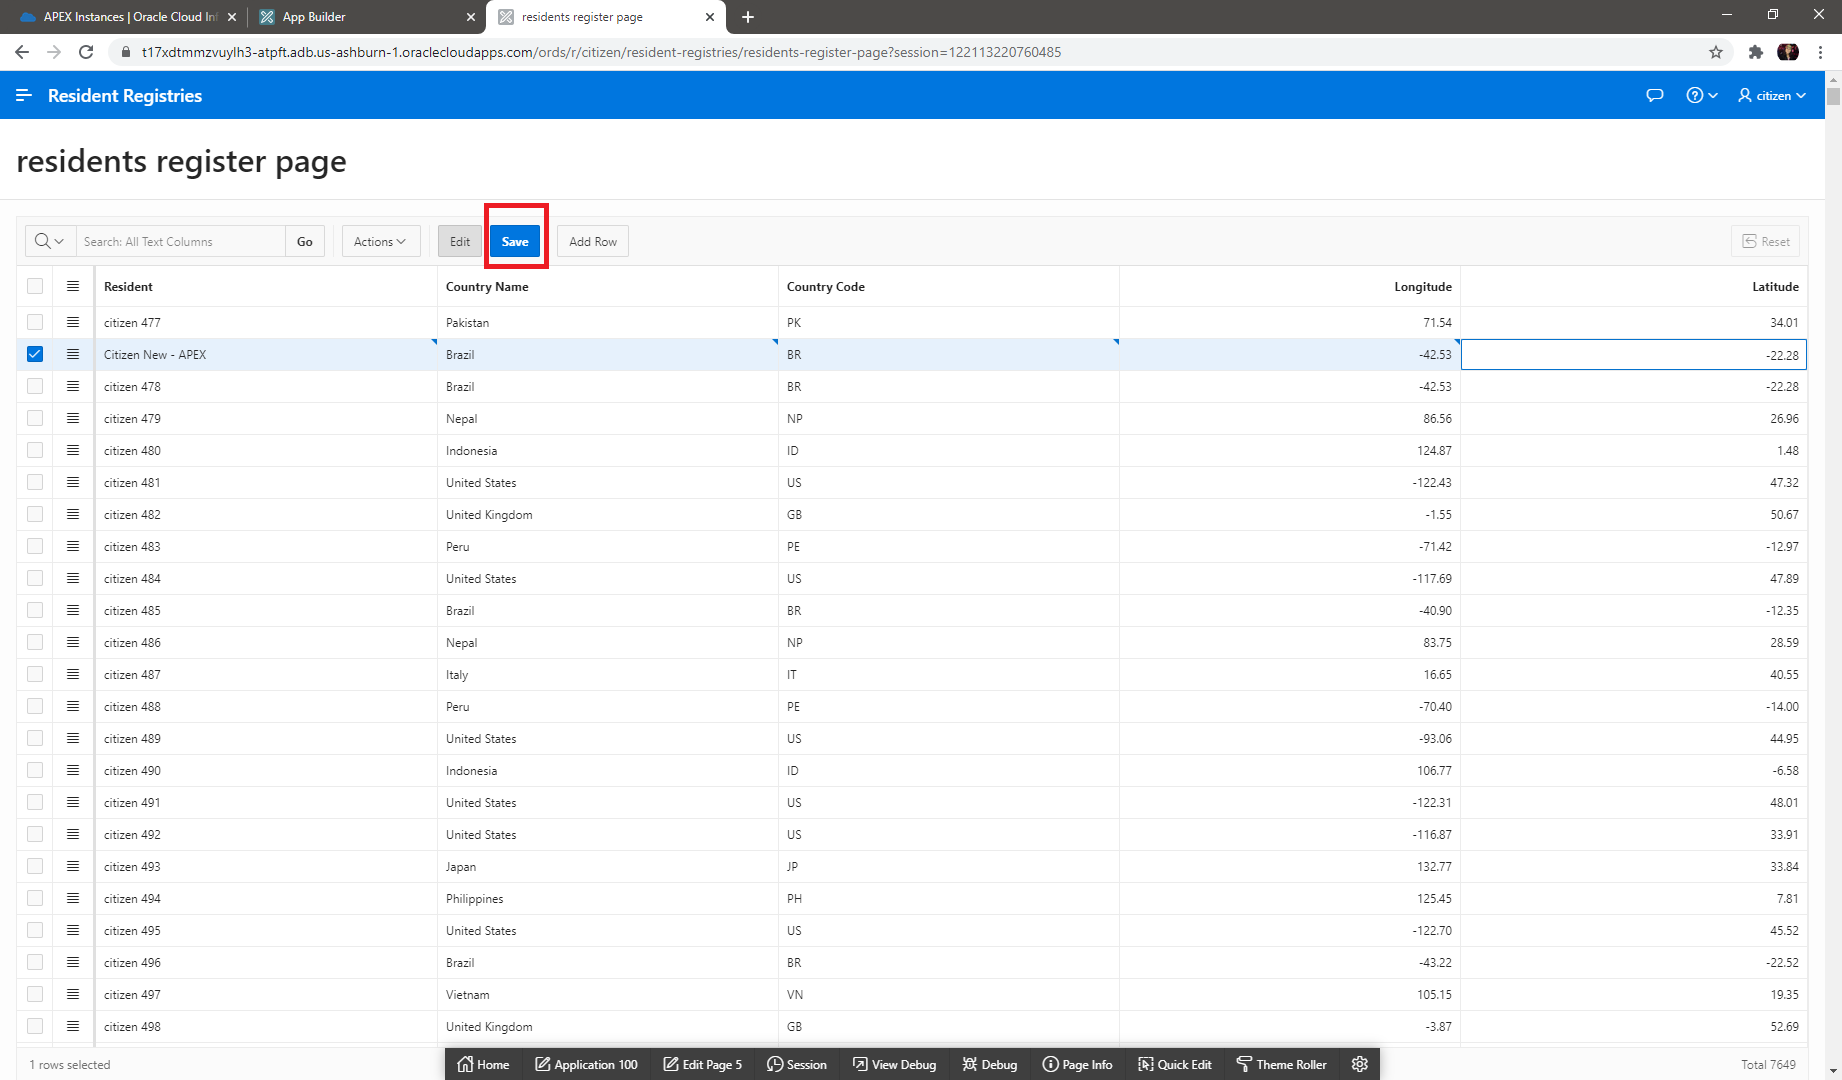 APEX Instances | Oracle Cloud Inf
App Builder
residents register page
t17xdtmmzvuylh3-atpft.adb.us-ashburn-1.oraclecloudapps.com/ords/r/citizen/resident-registries/residents-register-page?session=122113220760485
Resident Registries
citizen
residents register page
Search: All Text Columns Go Actions Edit Save Add Row Reset
Resident Country Name Country Code Longitude Latitude
citizen 477 Pakistan PK 71.54 34.01
Citizen New - APEX Brazil BR -42.53 -22.28
citizen 478 Brazil BR -42.53 -22.28
citizen 479 Nepal NP 86.56 26.96
citizen 480 Indonesia ID 124.87 1.48
citizen 481 United States US -122.43 47.32
citizen 482 United Kingdom GB -1.55 50.67
citizen 483 Peru PE -71.42 -12.97
citizen 484 United States US -117.69 47.89
citizen 485 Brazil BR -40.90 -12.35
citizen 486 Nepal NP 83.75 28.59
citizen 487 Italy IT 16.65 40.55
citizen 488 Peru PE -70.40 -14.00
citizen 489 United States US -93.06 44.95
citizen 490 Indonesia ID 106.77 -6.58
citizen 491 United States US -122.31 48.01
citizen 492 United States US -116.87 33.91
citizen 493 Japan JP 132.77 33.84
citizen 494 Philippines PH 125.45 7.81
citizen 495 United States US -122.70 45.52
citizen 496 Brazil BR -43.22 -22.52
citizen 497 Vietnam VN 105.15 19.35
citizen 498 United Kingdom GB -3.87 52.69
1 rows selected
Home Application 100 Edit Page 5 Session View Debug Debug Page Info Quick Edit Theme Roller
Total 7649